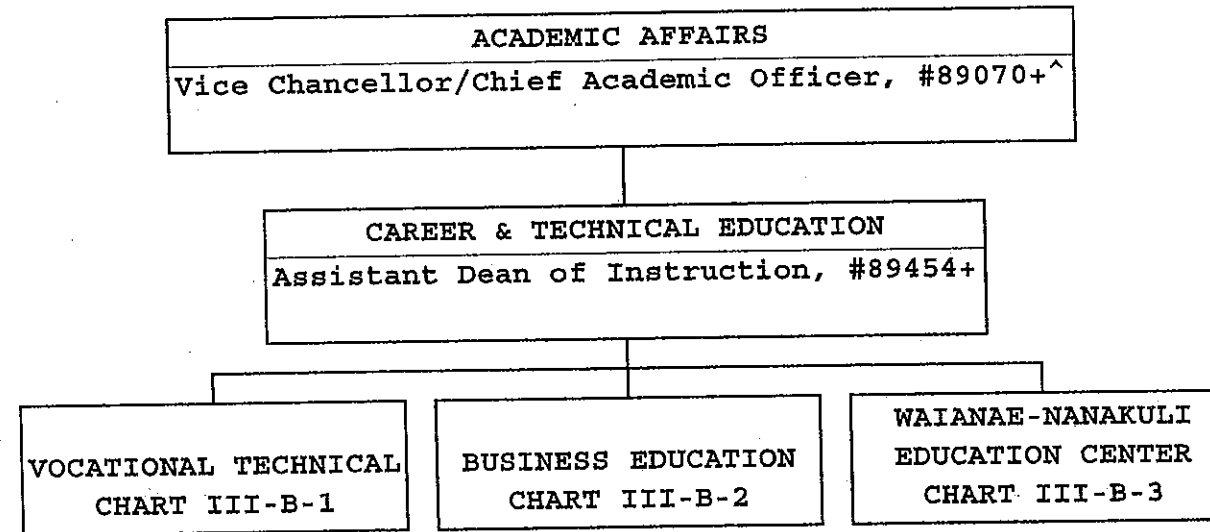 ACADEMIC AFFAIRS
Vice Chancellor/Chief Academic Officer, #89070+^
CAREER & TECHNICAL EDUCATION
Assistant Dean of Instruction, #89454+
VOCATIONAL TECHNICAL
CHART III-B-1
BUSINESS EDUCATION
CHART III-B-2
WAIANAE-NANAKULI
EDUCATION CENTER
CHART III-B-3